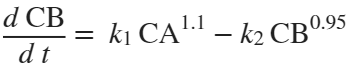 d CB / d t = k1 CA^1.1 − k2 CB^0.95